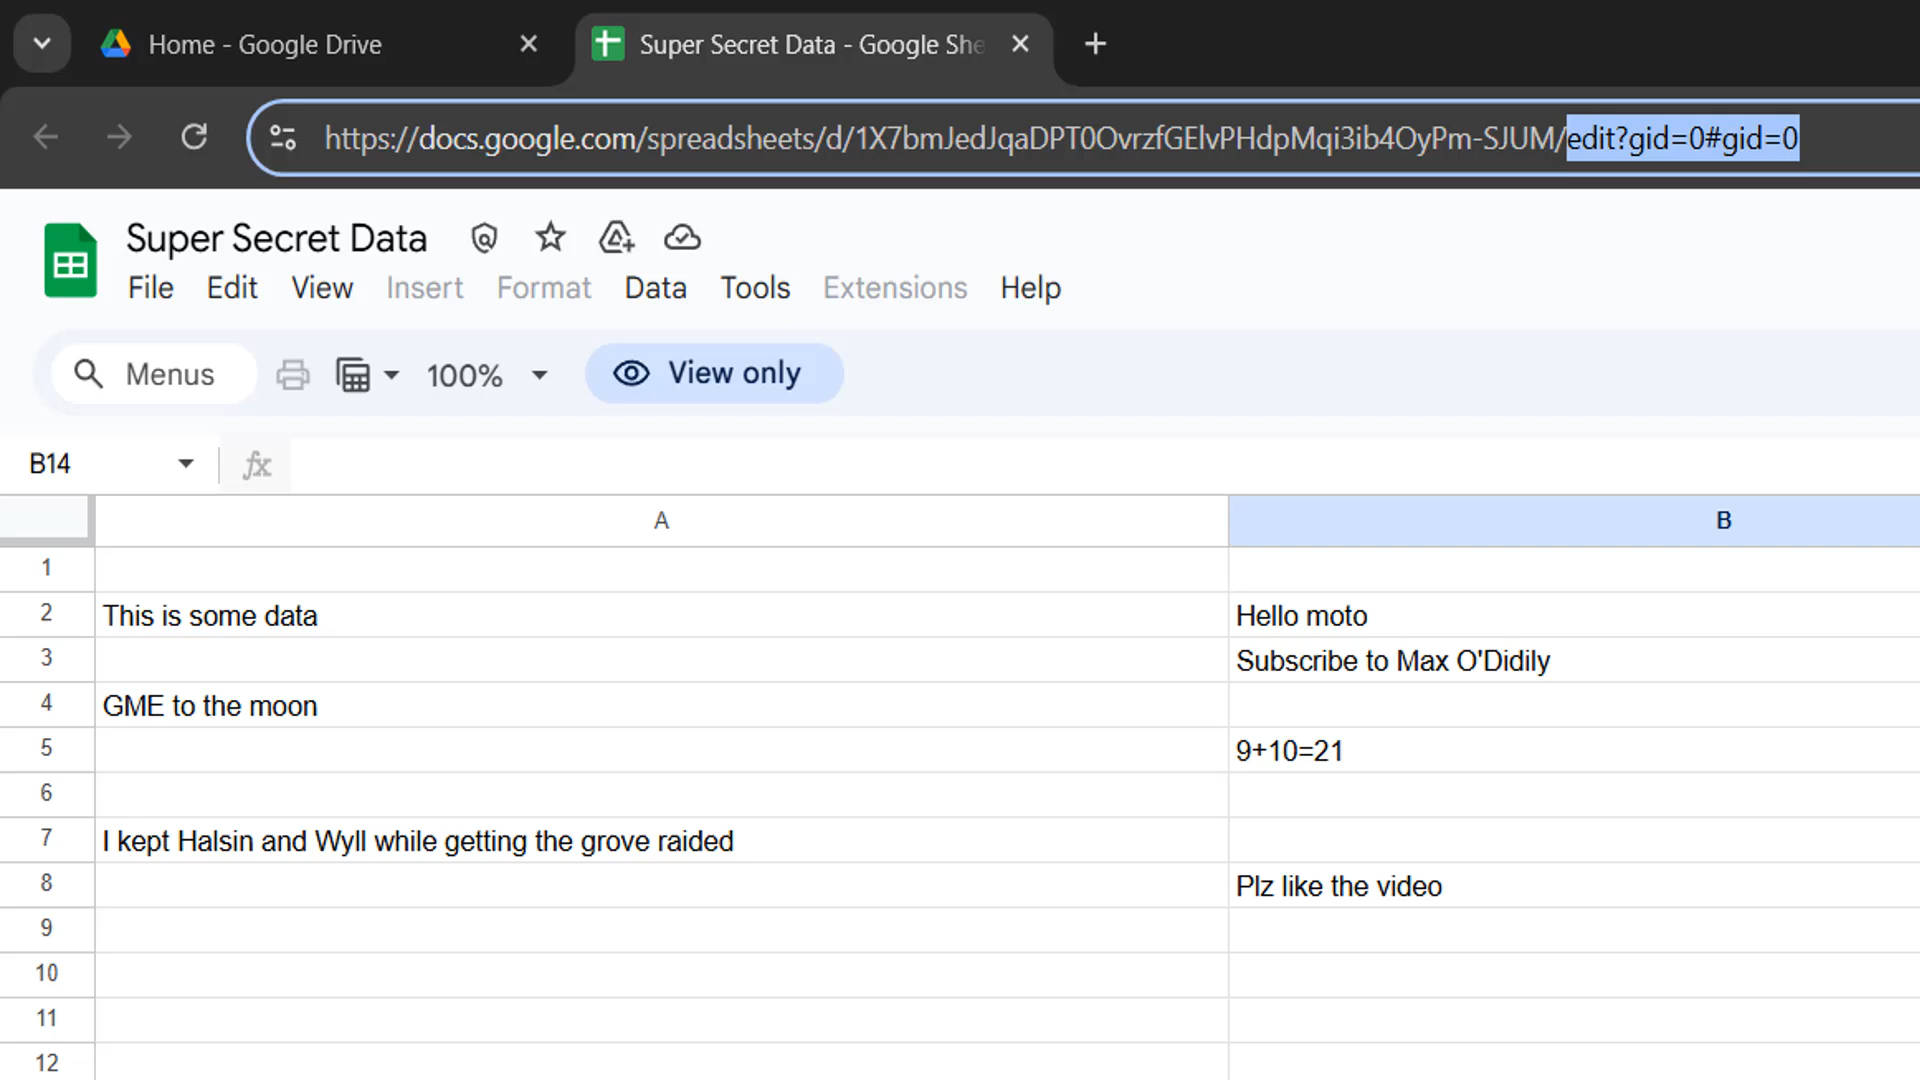 Home - Google Drive
Super Secret Data - Google She
https://docs.google.com/spreadsheets/d/1X7bmJedJqaDPT0OvrzfGElvPHdpMqi3ib4OyPm-SJUM/edit?gid=0#gid=0
Super Secret Data
File Edit View Insert Format Data Tools Extensions Help
Menus 100% View only
B14 fx
A B
1
2 This is some data Hello moto
3 Subscribe to Max O'Didily
4 GME to the moon
5 9+10=21
6
7 I kept Halsin and Wyll while getting the grove raided
8 Plz like the video
9
10
11
12